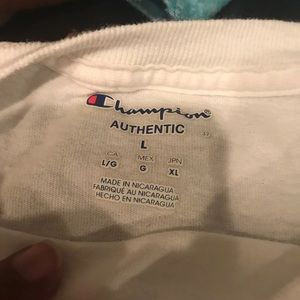 Champion
AUTHENTIC
L
CA MEX JPN
L/G G XL
MADE IN NICARAGUA
FABRIQUÉ AU NICARAGUA
HECHO EN NICARAGUA